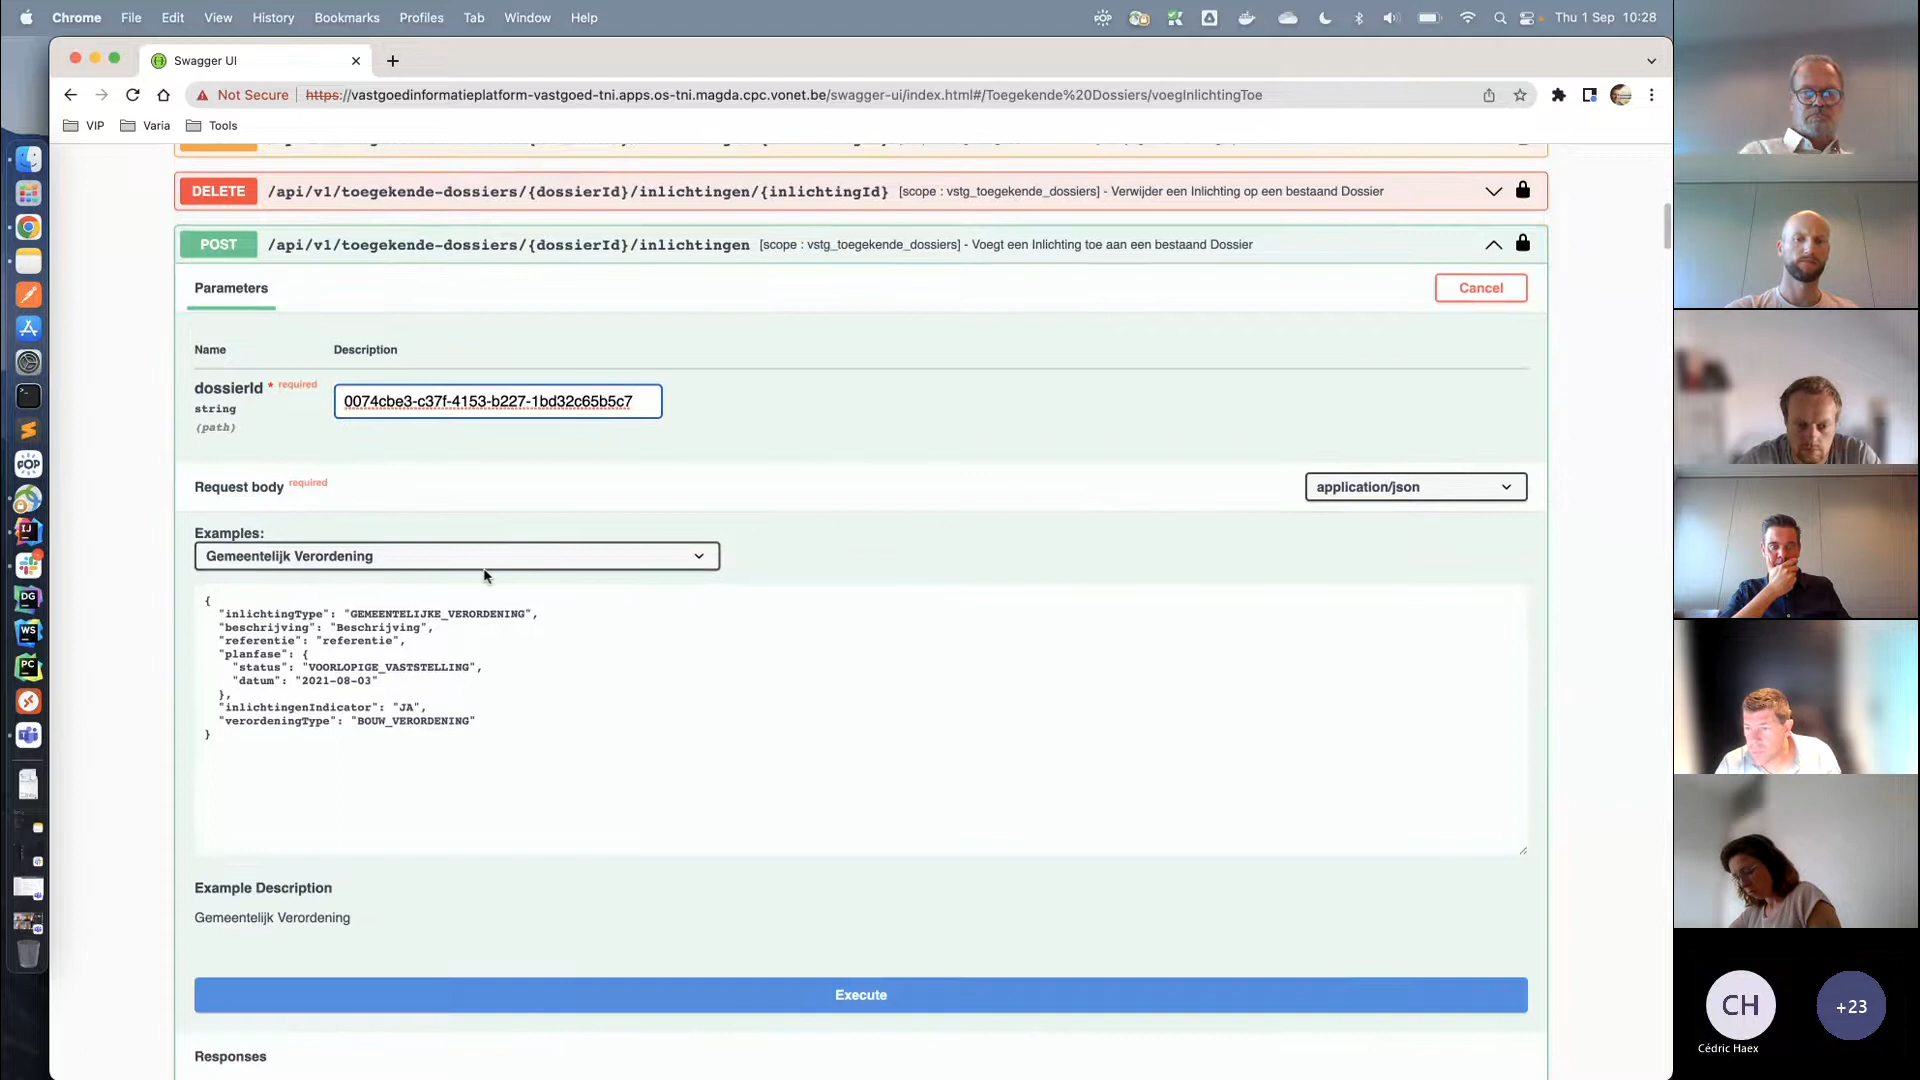 Chrome File Edit View History Bookmarks Profiles Tab Window Help
Thu 1 Sep 10:28
Swagger UI
Not Secure https://vastgoedinformatieplatform-vastgoed-tni.apps.os-tni.magda.cpc.vonet.be/swagger-ui/index.html#/Toegekende%20Dossiers/voegInlichtingToe
VIP Varia Tools
DELETE /api/v1/toegekende-dossiers/{dossierId}/inlichtingen/{inlichtingId} [scope : vstg_toegekende_dossiers] - Verwijder een Inlichting op een bestaand Dossier
POST /api/v1/toegekende-dossiers/{dossierId}/inlichtingen [scope : vstg_toegekende_dossiers] - Voegt een Inlichting toe aan een bestaand Dossier
Parameters
Cancel
Name Description
dossierId * required
string
(path)
0074cbe3-c37f-4153-b227-1bd32c65b5c7
Request body required
application/json
Examples:
Gemeentelijk Verordening
{
"inlichtingType": "GEMEENTELIJKE_VERORDENING",
"beschrijving": "Beschrijving",
"referentie": "referentie",
"planfase": {
"status": "VOORLOPIGE_VASTSTELLING",
"datum": "2021-08-03"
},
"inlichtingenIndicator": "JA",
"verordeningType": "BOUW_VERORDENING"
}
Example Description
Gemeentelijk Verordening
Execute
Responses
POP
IJ
DG
WS
PC
CH
+23
Cédric Haex